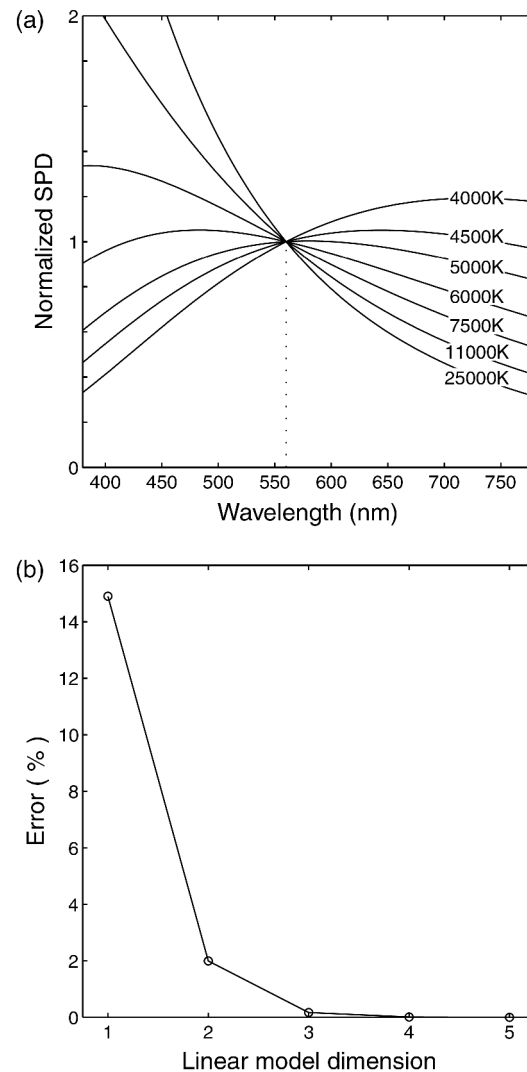 (a)
2
1
0
Normalized SPD
4000K
4500K
5000K
6000K
7500K
11000K
25000K
400 450 500 550 600 650 700 750
Wavelength (nm)
(b)
16
14
12
10
8
6
4
2
0
Error ( % )
1 2 3 4 5
Linear model dimension